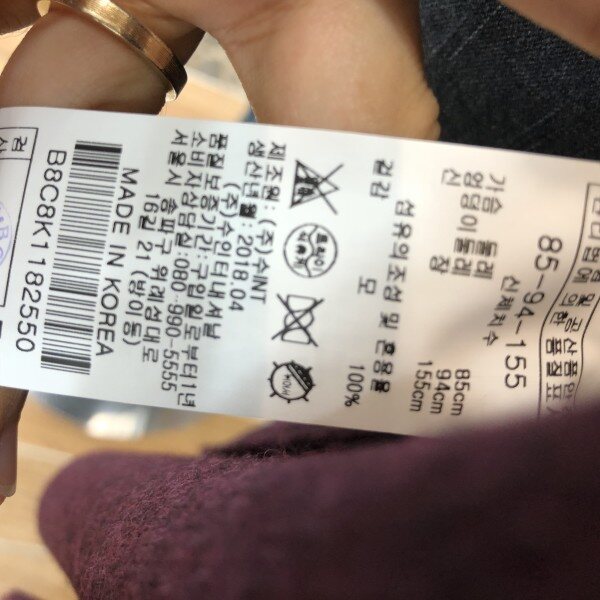 신체치수
85-94-155
가슴둘레 85cm
엉덩이둘레 94cm
신장 155cm
섬유의조성 및 혼용율
겉감 모 100%
드라이
제조원 : (주)수INT
생산년월 : 2018.04
(주)수인터내셔널
품질보증기간:구입일로부터1년
소비자상담실:080-990-5555
서울시 송파구 위례성대로
16길 21(방이동)
MADE IN KOREA
B8C8K1182550
검